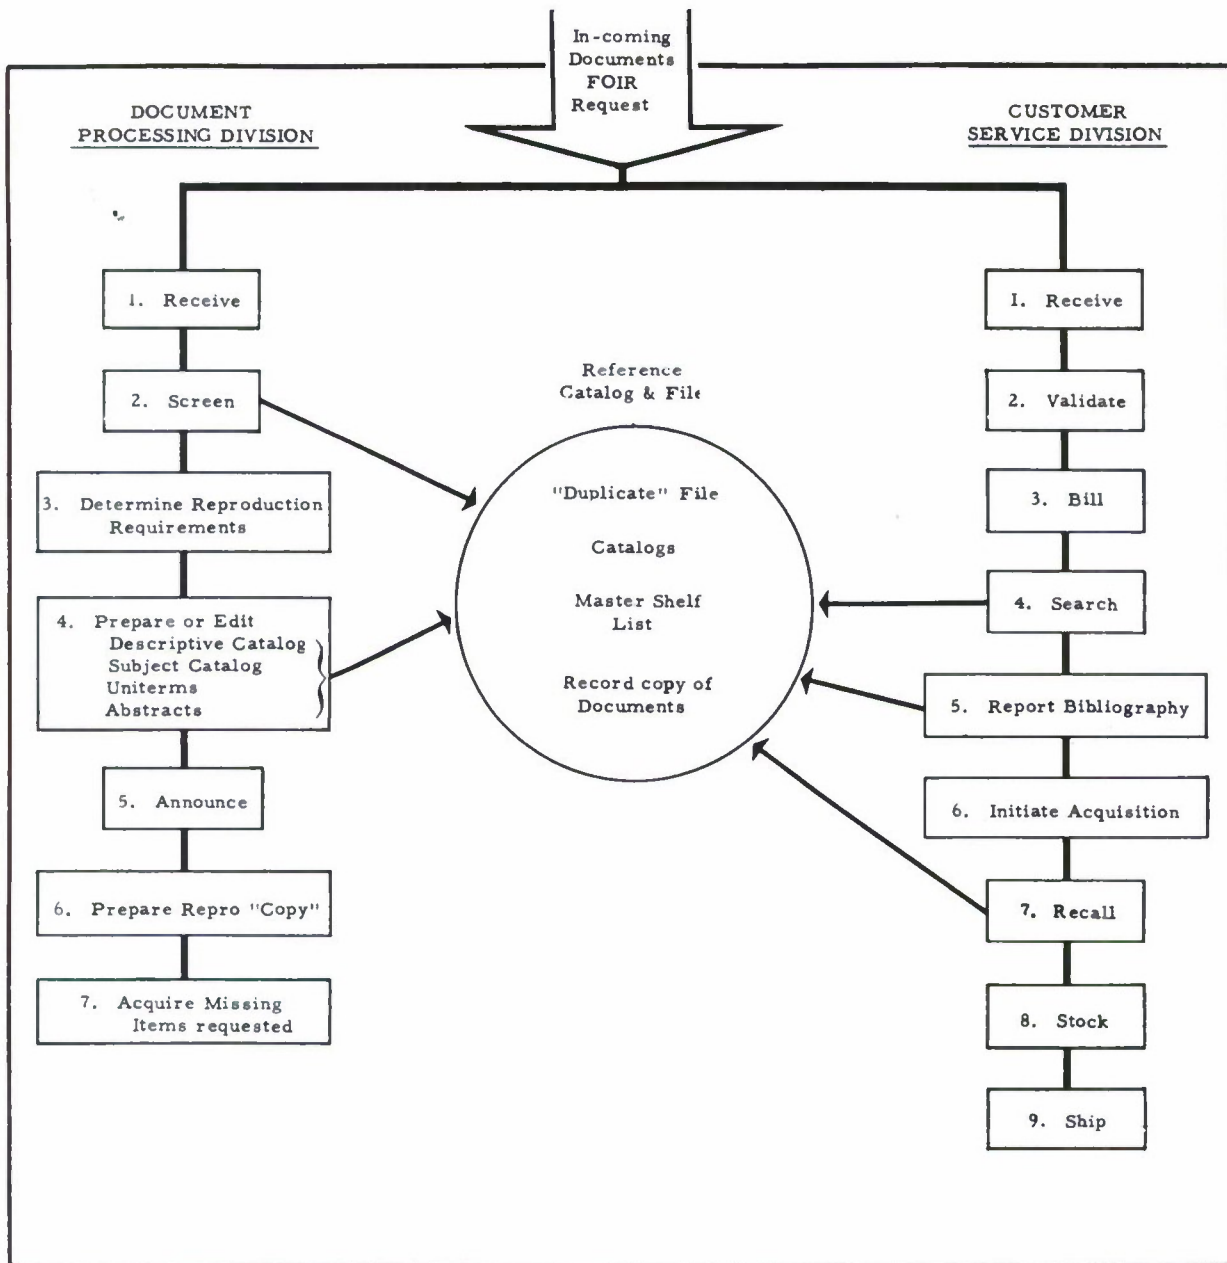 In-coming
Documents
FOIR
Request
DOCUMENT
PROCESSING DIVISION
1. Receive
2. Screen
3. Determine Reproduction
Requirements
4. Prepare or Edit
Descriptive Catalog
Subject Catalog
Uniterms
Abstracts
5. Announce
6. Prepare Repro "Copy"
7. Acquire Missing
Items requested
Reference
Catalog & File
"Duplicate" File
Catalogs
Master Shelf
List
Record copy of
Documents
CUSTOMER
SERVICE DIVISION
1. Receive
2. Validate
3. Bill
4. Search
5. Report Bibliography
6. Initiate Acquisition
7. Recall
8. Stock
9. Ship